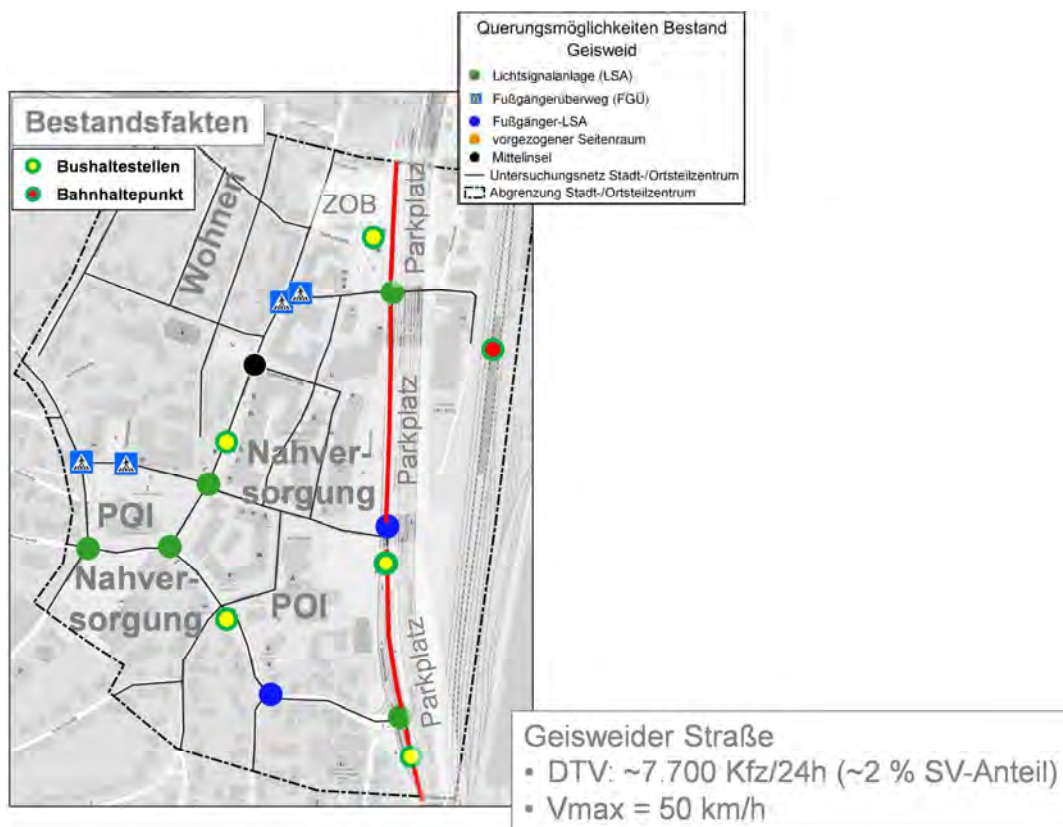 Querungsmöglichkeiten Bestand
Geisweid
Lichtsignalanlage (LSA)
Fußgängerüberweg (FGÜ)
Fußgänger-LSA
vorgezogener Seitenraum
Mittelinsel
Untersuchungsnetz Stadt-/Ortsteilzentrum
Abgrenzung Stadt-/Ortsteilzentrum
Bestandsfakten
Bushaltestellen
Bahnhaltepunkt
Wohnen
ZOB
Parkplatz
Parkplatz
Nahver-
sorgung
POI
Nahver-
sorgung
POI
Parkplatz
Geisweider Straße
• DTV: ~7.700 Kfz/24h (~2 % SV-Anteil)
• Vmax = 50 km/h